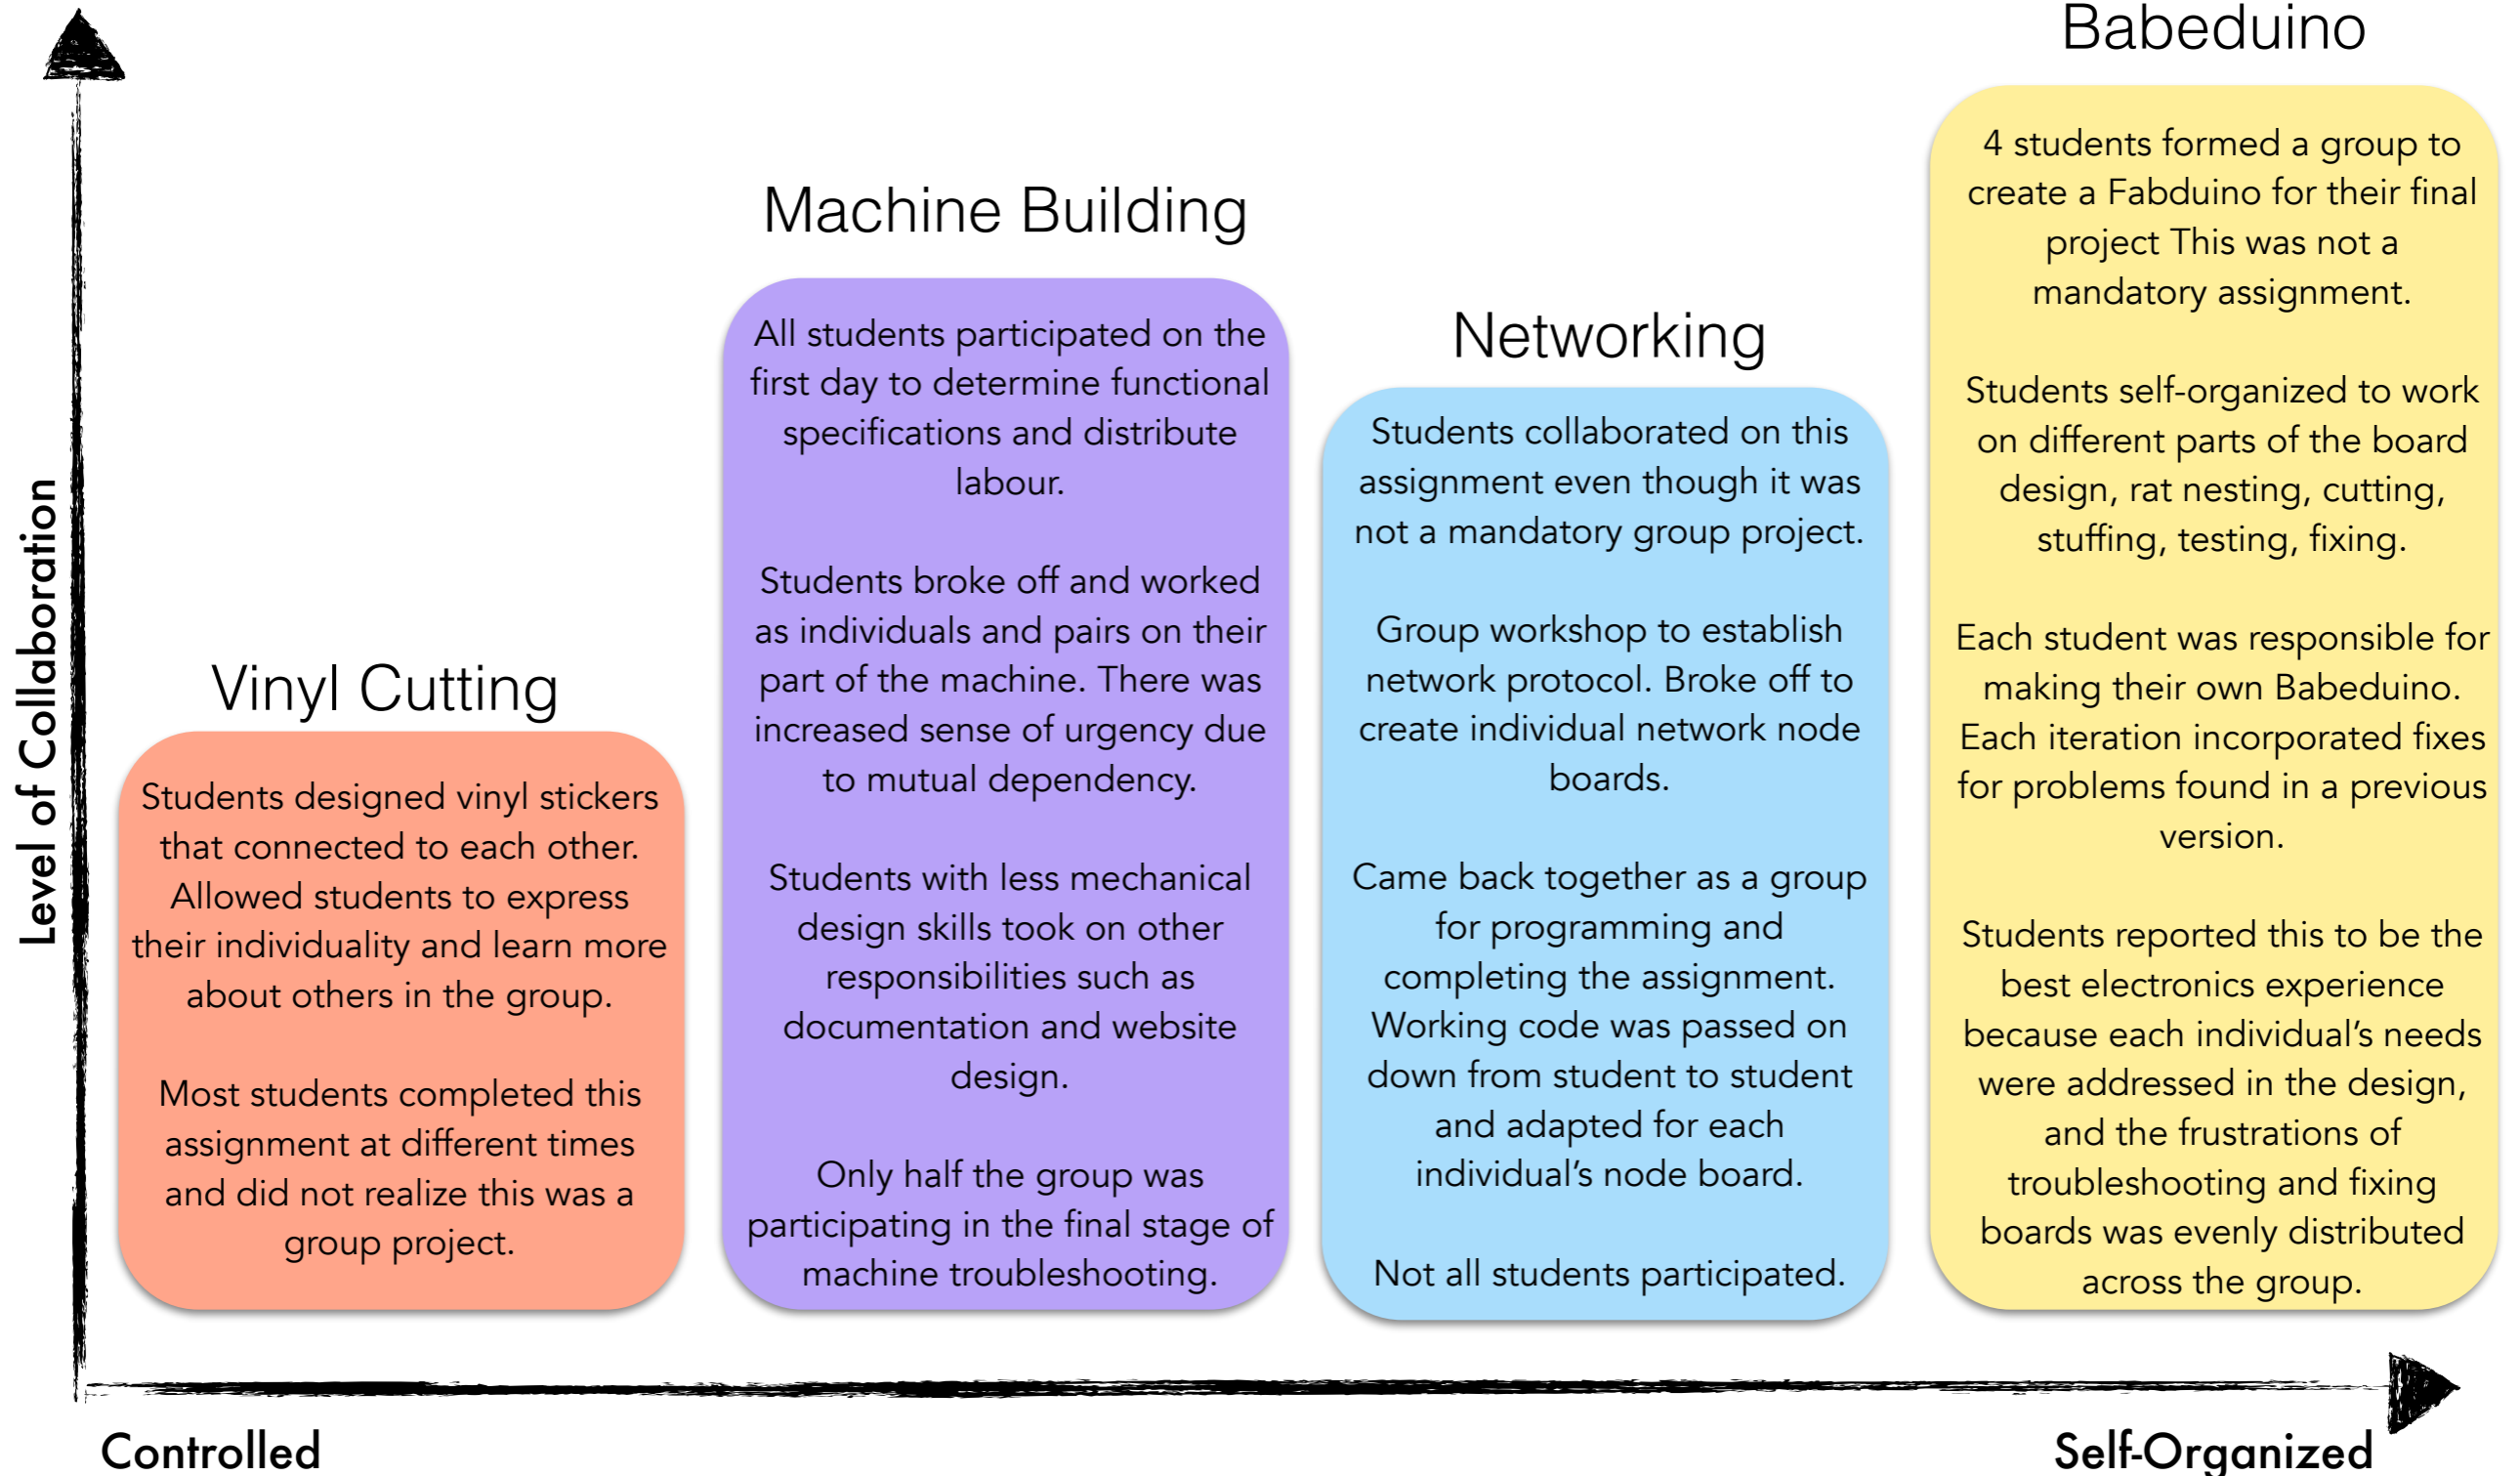 Level of Collaboration
Vinyl Cutting
Students designed vinyl stickers
that connected to each other.
Allowed students to express
their individuality and learn more
about others in the group.
Most students completed this
assignment at different times
and did not realize this was a
group project.
Machine Building
All students participated on the
first day to determine functional
specifications and distribute
labour.
Students broke off and worked
as individuals and pairs on their
part of the machine. There was
increased sense of urgency due
to mutual dependency.
Students with less mechanical
design skills took on other
responsibilities such as
documentation and website
design.
Only half the group was
participating in the final stage of
machine troubleshooting.
Networking
Students collaborated on this
assignment even though it was
not a mandatory group project.
Group workshop to establish
network protocol. Broke off to
create individual network node
boards.
Came back together as a group
for programming and
completing the assignment.
Working code was passed on
down from student to student
and adapted for each
individual’s node board.
Not all students participated.
Babeduino
4 students formed a group to
create a Fabduino for their final
project This was not a
mandatory assignment.
Students self-organized to work
on different parts of the board
design, rat nesting, cutting,
stuffing, testing, fixing.
Each student was responsible for
making their own Babeduino.
Each iteration incorporated fixes
for problems found in a previous
version.
Students reported this to be the
best electronics experience
because each individual’s needs
were addressed in the design,
and the frustrations of
troubleshooting and fixing
boards was evenly distributed
across the group.
Controlled
Self-Organized